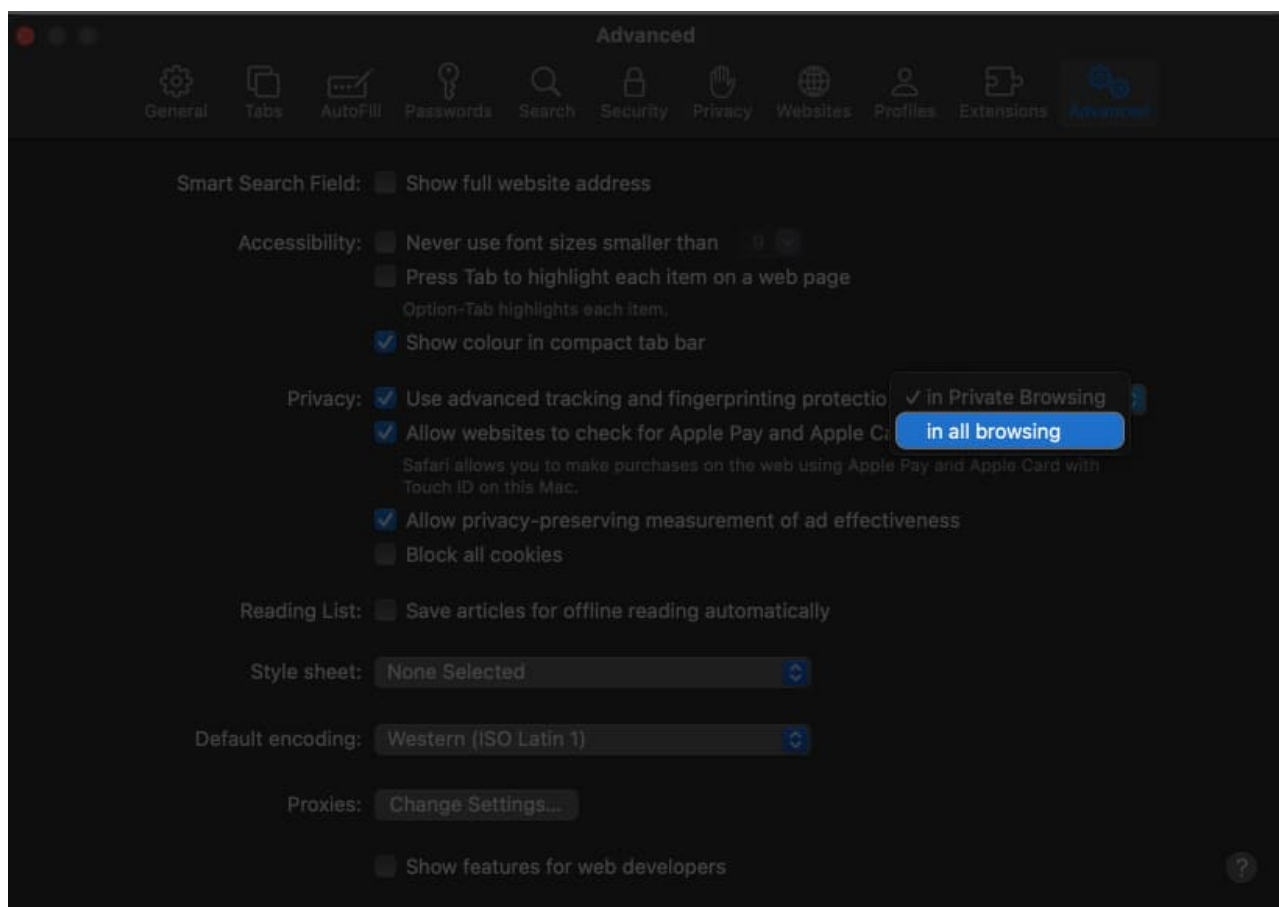 Advanced
General Tabs AutoFill Passwords Search Security Privacy Websites Profiles Extensions Advanced
Smart Search Field: Show full website address
Accessibility: Never use font sizes smaller than 9
Press Tab to highlight each item on a web page
Option-Tab highlights each item.
Show colour in compact tab bar
Privacy: Use advanced tracking and fingerprinting protectio ✓ in Private Browsing
Allow websites to check for Apple Pay and Apple Ca in all browsing
Safari allows you to make purchases on the web using Apple Pay and Apple Card with
Touch ID on this Mac.
Allow privacy-preserving measurement of ad effectiveness
Block all cookies
Reading List: Save articles for offline reading automatically
Style sheet: None Selected
Default encoding: Western (ISO Latin 1)
Proxies: Change Settings...
Show features for web developers
?